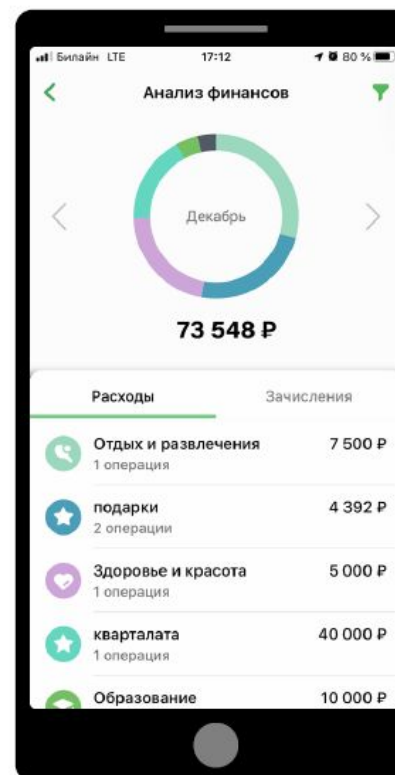 Билайн LTE 17:12 80 %
Анализ финансов
Декабрь
73 548 ₽
Расходы Зачисления
Отдых и развлечения 7 500 ₽
1 операция
подарки 4 392 ₽
2 операции
Здоровье и красота 5 000 ₽
1 операция
кварталата 40 000 ₽
1 операция
Образование 10 000 ₽